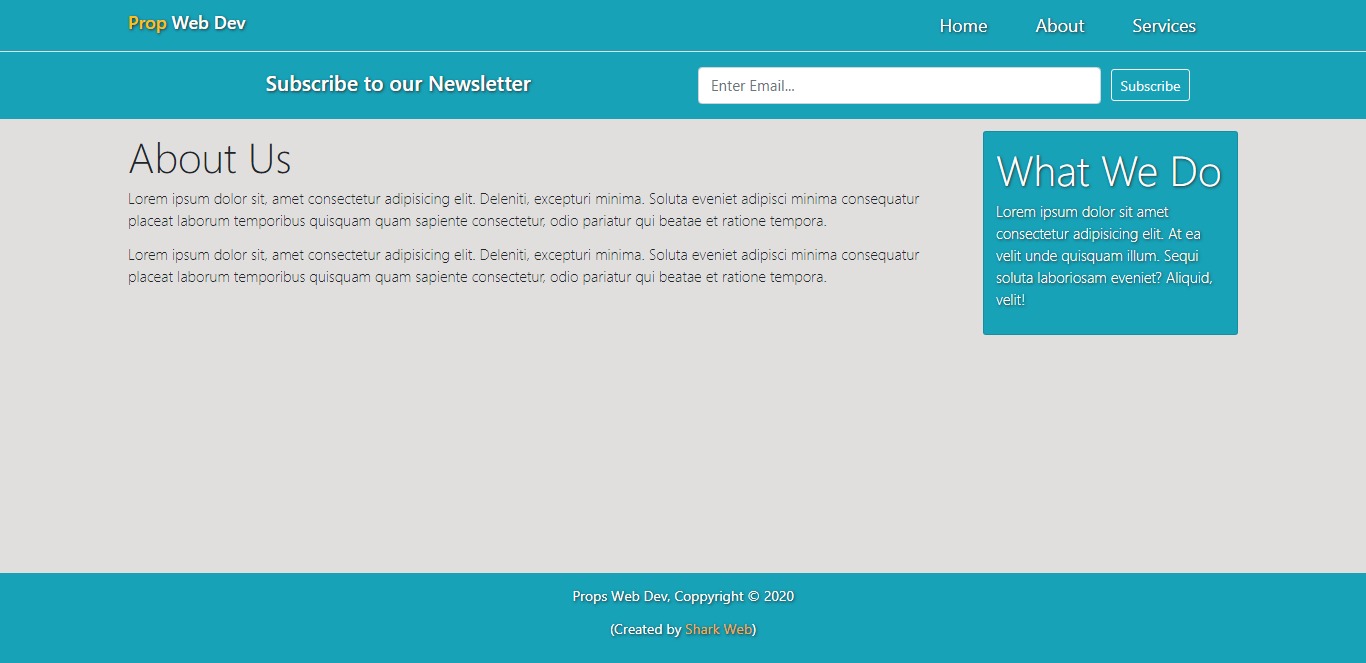 Prop Web Dev
Home About Services
Subscribe to our Newsletter
Enter Email...
Subscribe
About Us
Lorem ipsum dolor sit, amet consectetur adipisicing elit. Deleniti, excepturi minima. Soluta eveniet adipisci minima consequatur
placeat laborum temporibus quisquam quam sapiente consectetur, odio pariatur qui beatae et ratione tempora.
Lorem ipsum dolor sit, amet consectetur adipisicing elit. Deleniti, excepturi minima. Soluta eveniet adipisci minima consequatur
placeat laborum temporibus quisquam quam sapiente consectetur, odio pariatur qui beatae et ratione tempora.
What We Do
Lorem ipsum dolor sit amet
consectetur adipisicing elit. At ea
velit unde quisquam illum. Sequi
soluta laboriosam eveniet? Aliquid,
velit!
Props Web Dev, Coppyright © 2020
(Created by Shark Web)